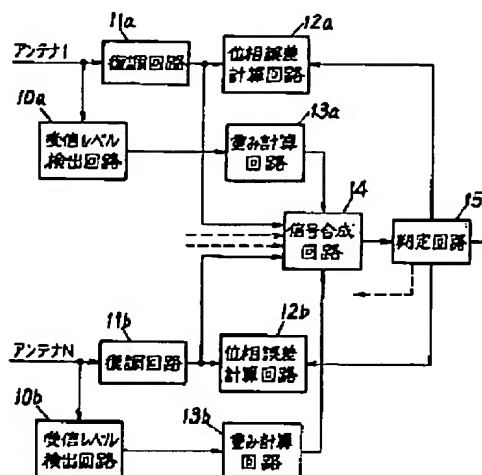 11a
12a
アンテナ1
復調回路
位相誤差
計算回路
10a
13a
受信レベル
検出回路
重み計算
回路
14
15
信号合成
回路
判定回路
11b
12b
アンテナN
復調回路
位相誤差
計算回路
10b
13b
受信レベル
検出回路
重み計算
回路